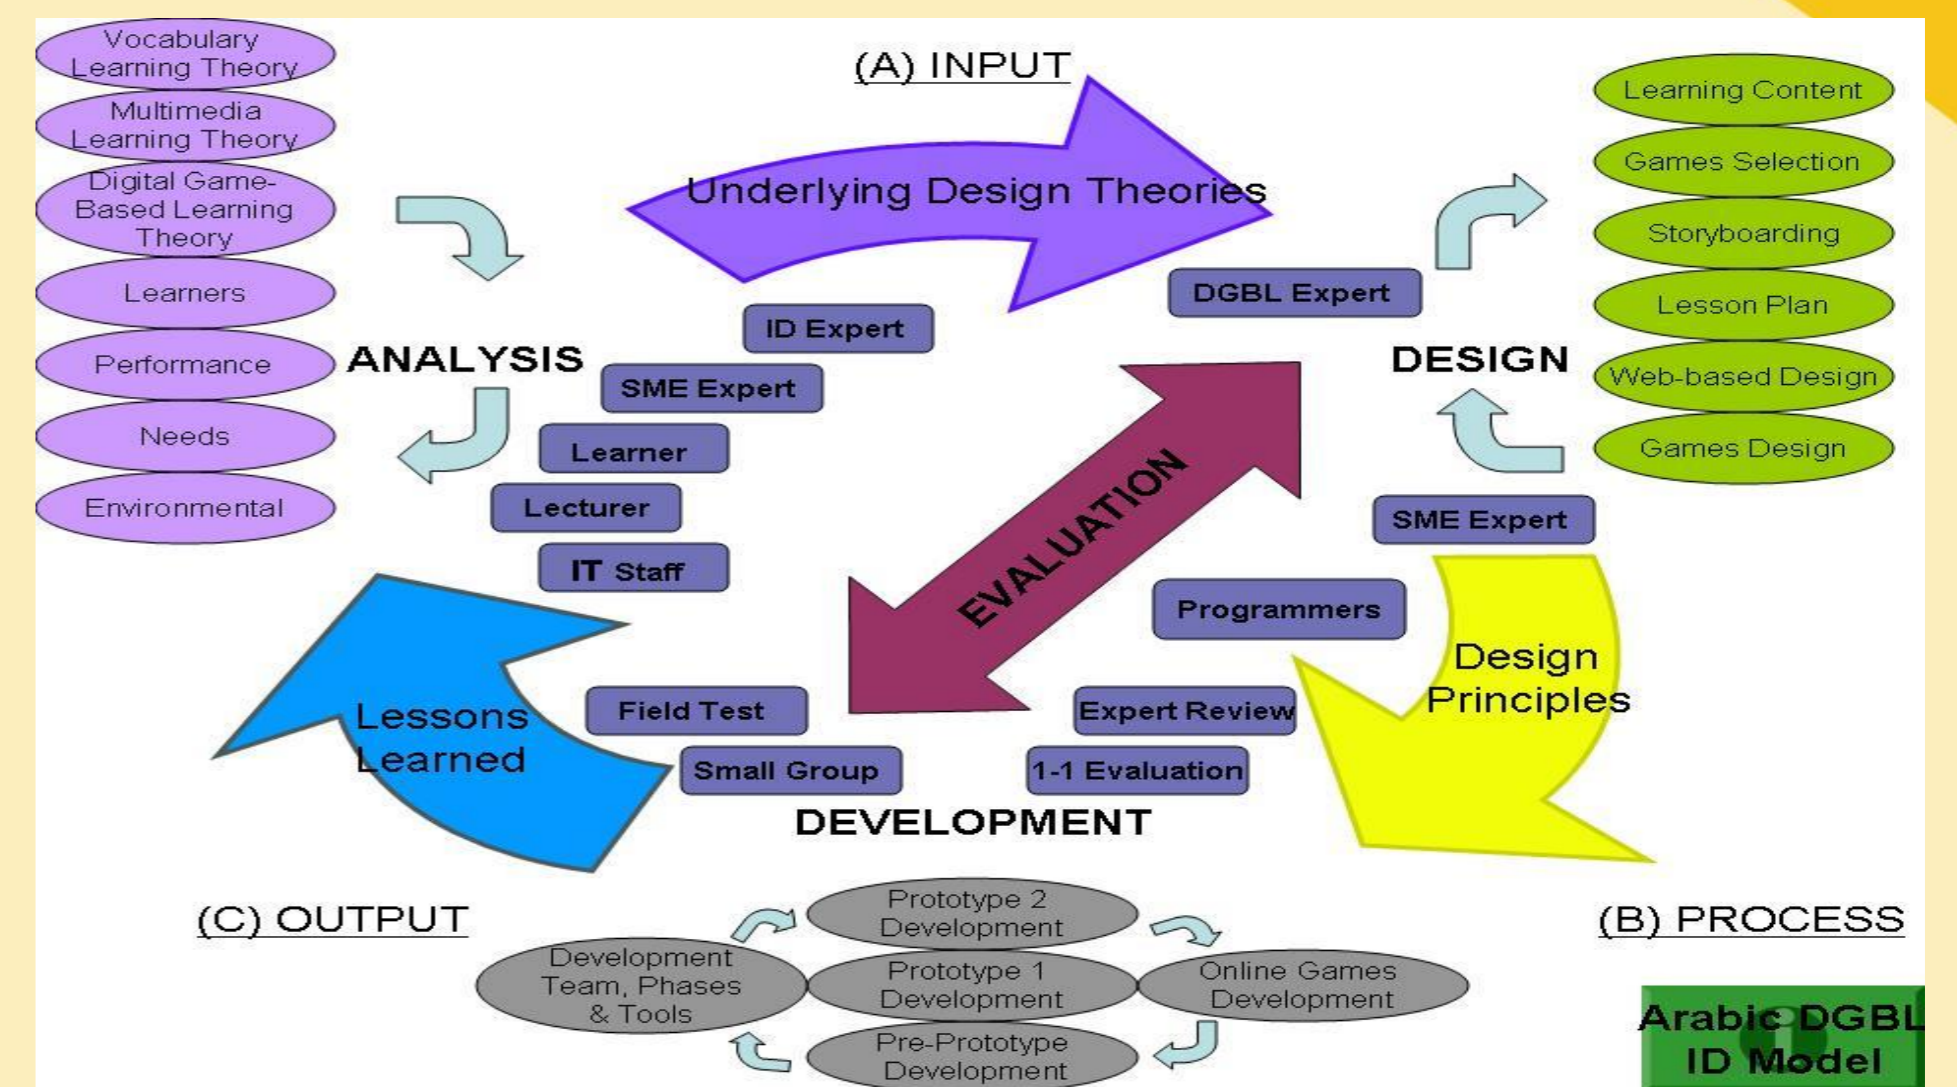 Vocabulary
Learning Theory
Multimedia
Learning Theory
Digital Game-
Based Learning
Theory
Learners
Performance
Needs
Environmental
ANALYSIS
(A) INPUT
Underlying Design Theories
ID Expert
SME Expert
Learner
Lecturer
IT Staff
DGBL Expert
DESIGN
Learning Content
Games Selection
Storyboarding
Lesson Plan
Web-based Design
Games Design
SME Expert
Programmers
EVALUATION
Design
Principles
Lessons
Learned
Field Test
Small Group
Expert Review
1-1 Evaluation
DEVELOPMENT
(C) OUTPUT
(B) PROCESS
Prototype 2
Development
Development
Team, Phases
& Tools
Prototype 1
Development
Online Games
Development
Pre-Prototype
Development
Arabic DGBL
ID Model